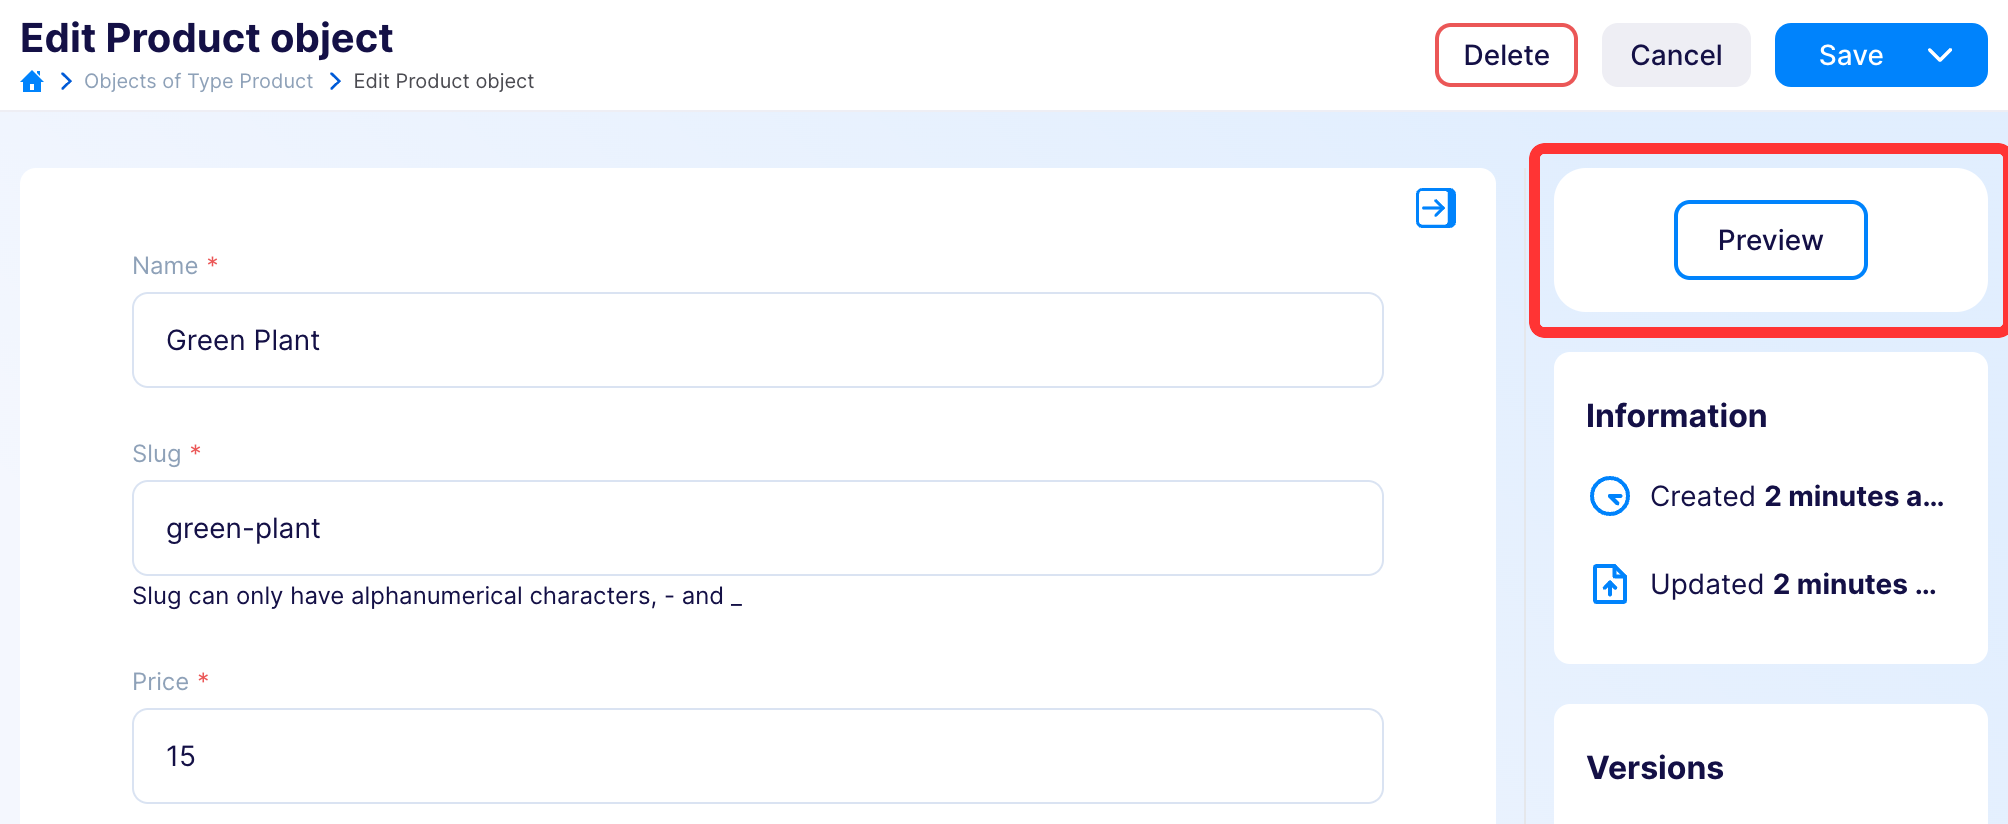 Edit Product object
Objects of Type Product Edit Product object
Delete
Cancel
Save
Name *
Green Plant
Slug *
green-plant
Slug can only have alphanumerical characters, - and _
Price *
15
Preview
Information
Created 2 minutes a...
Updated 2 minutes ...
Versions